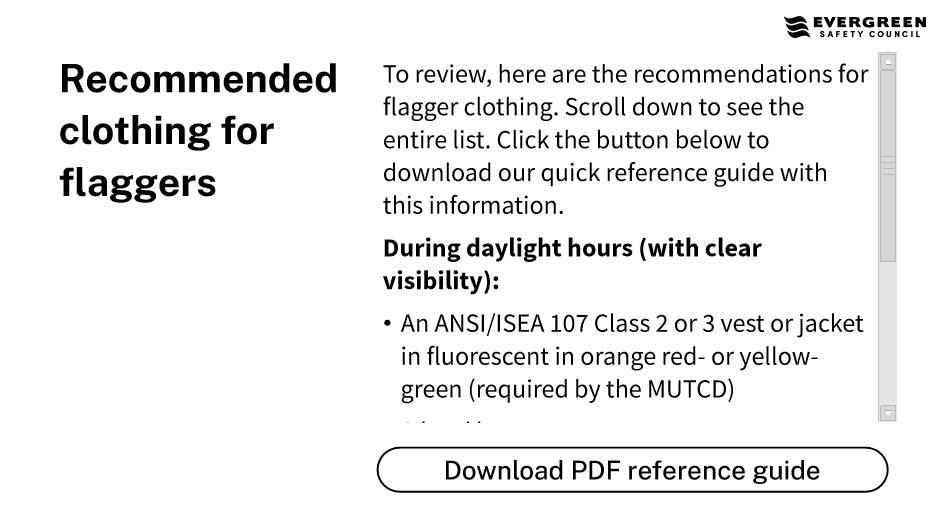 EVERGREEN
SAFETY COUNCIL
Recommended
clothing for
flaggers
To review, here are the recommendations for
flagger clothing. Scroll down to see the
entire list. Click the button below to
download our quick reference guide with
this information.
During daylight hours (with clear
visibility):
• An ANSI/ISEA 107 Class 2 or 3 vest or jacket
in fluorescent in orange red- or yellow-
green (required by the MUTCD)
Download PDF reference guide